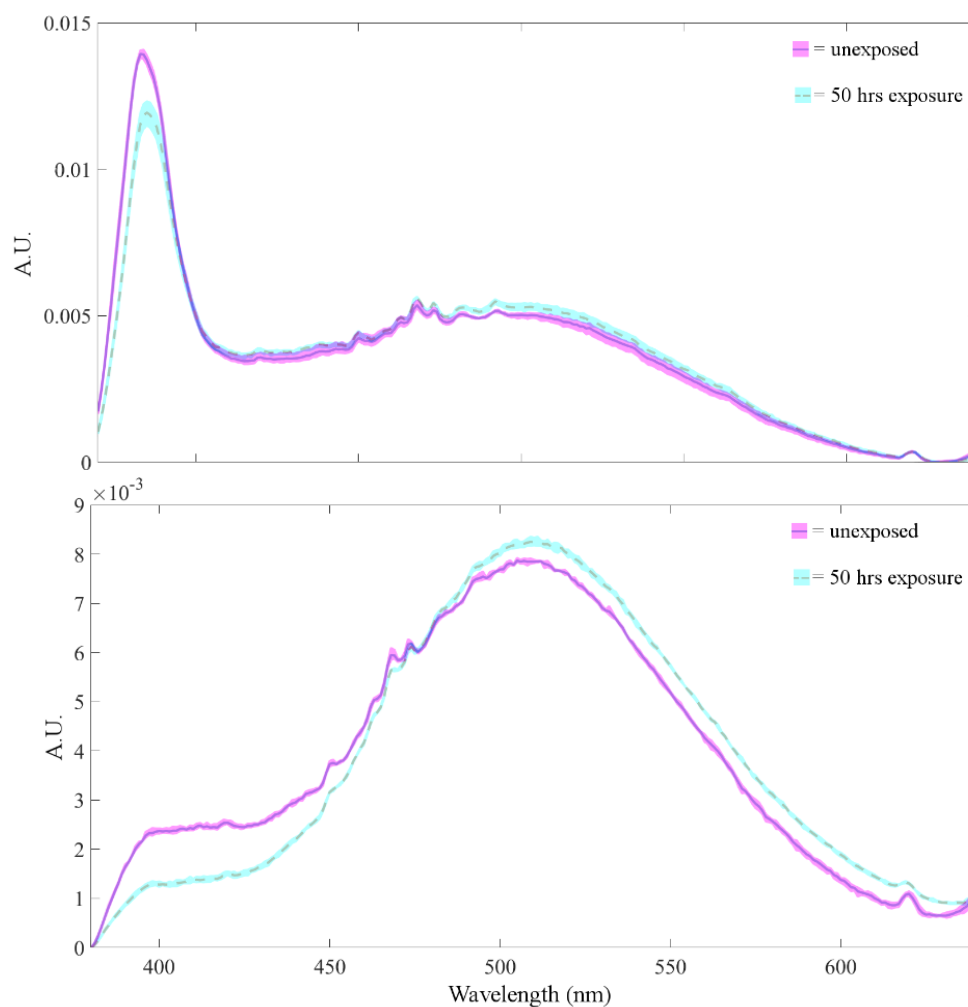 0.015
= unexposed
= 50 hrs exposure
0.01
A.U.
0.005
0
×10-3
9
= unexposed
8
= 50 hrs exposure
7
6
5
A.U.
4
3
2
1
0
400 450 500 550 600
Wavelength (nm)